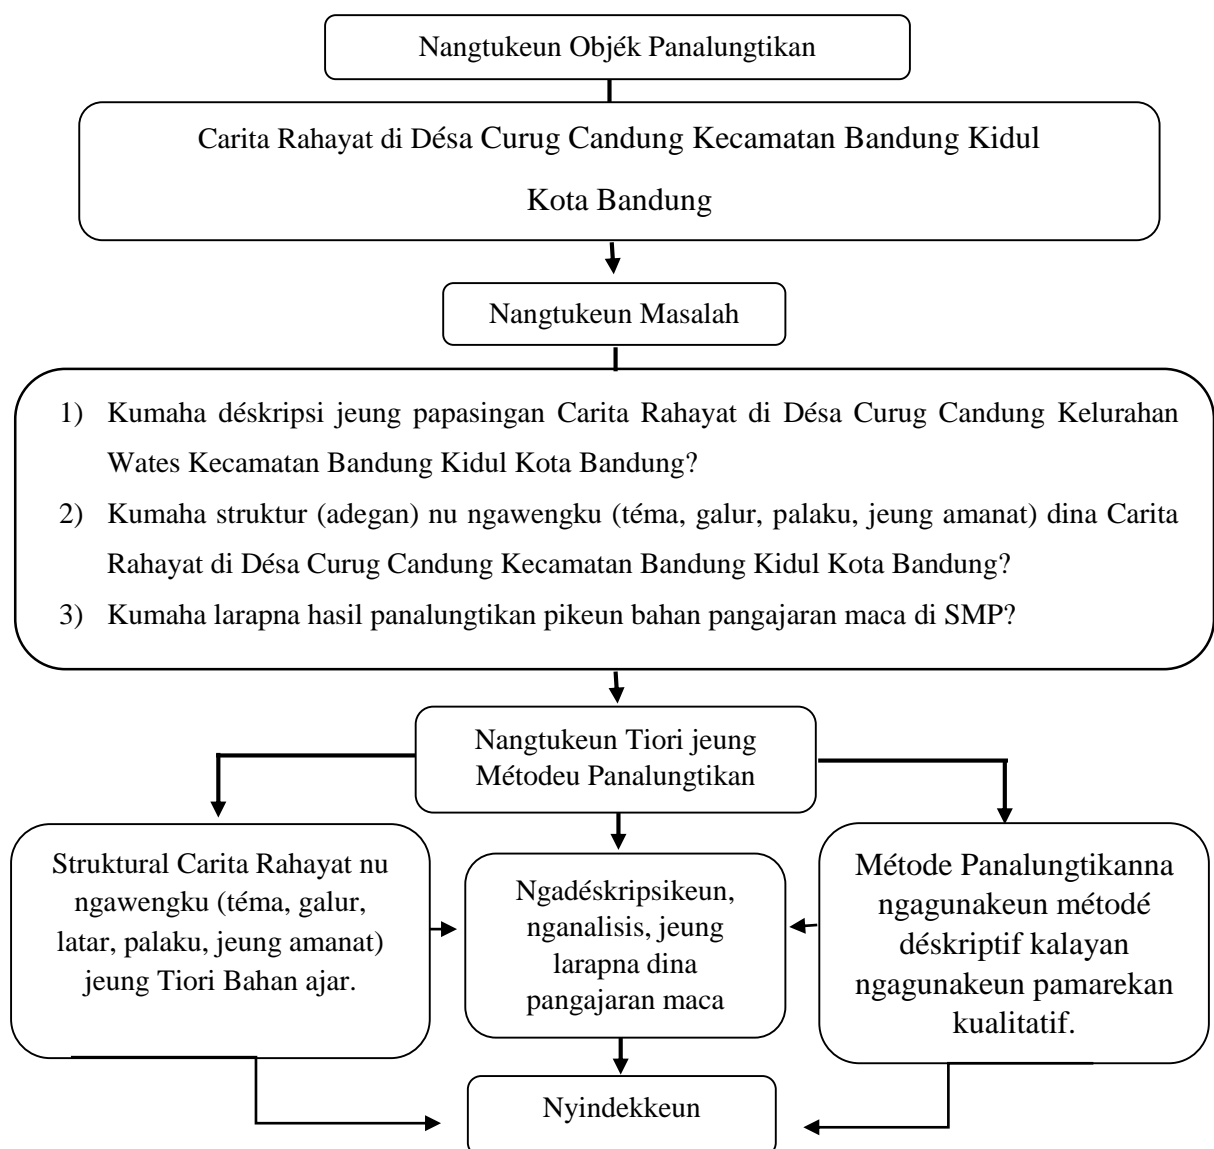 Nangtukeun Objék Panalungtikan
Carita Rahayat di Désa Curug Candung Kecamatan Bandung Kidul
Kota Bandung
Nangtukeun Masalah
1) Kumaha déskripsi jeung papasingan Carita Rahayat di Désa Curug Candung Kelurahan
Wates Kecamatan Bandung Kidul Kota Bandung?
2) Kumaha struktur (adegan) nu ngawengku (téma, galur, palaku, jeung amanat) dina Carita
Rahayat di Désa Curug Candung Kecamatan Bandung Kidul Kota Bandung?
3) Kumaha larapna hasil panalungtikan pikeun bahan pangajaran maca di SMP?
Nangtukeun Tiori jeung
Métodeu Panalungtikan
Struktural Carita Rahayat nu
ngawengku (téma, galur,
latar, palaku, jeung amanat)
jeung Tiori Bahan ajar.
Ngadéskripsikeun,
nganalisis, jeung
larapna dina
pangajaran maca
Métode Panalungtikanna
ngagunakeun métodé
déskriptif kalayan
ngagunakeun pamarekan
kualitatif.
Nyindekkeun